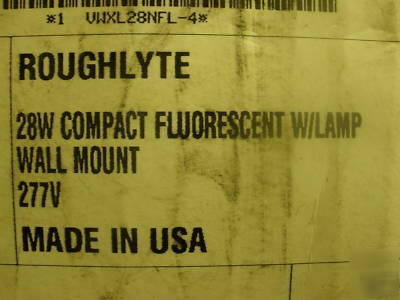 *1 VWXL28NFL-4*
ROUGHLYTE
28W COMPACT FLUORESCENT W/LAMP
WALL MOUNT
277V
MADE IN USA